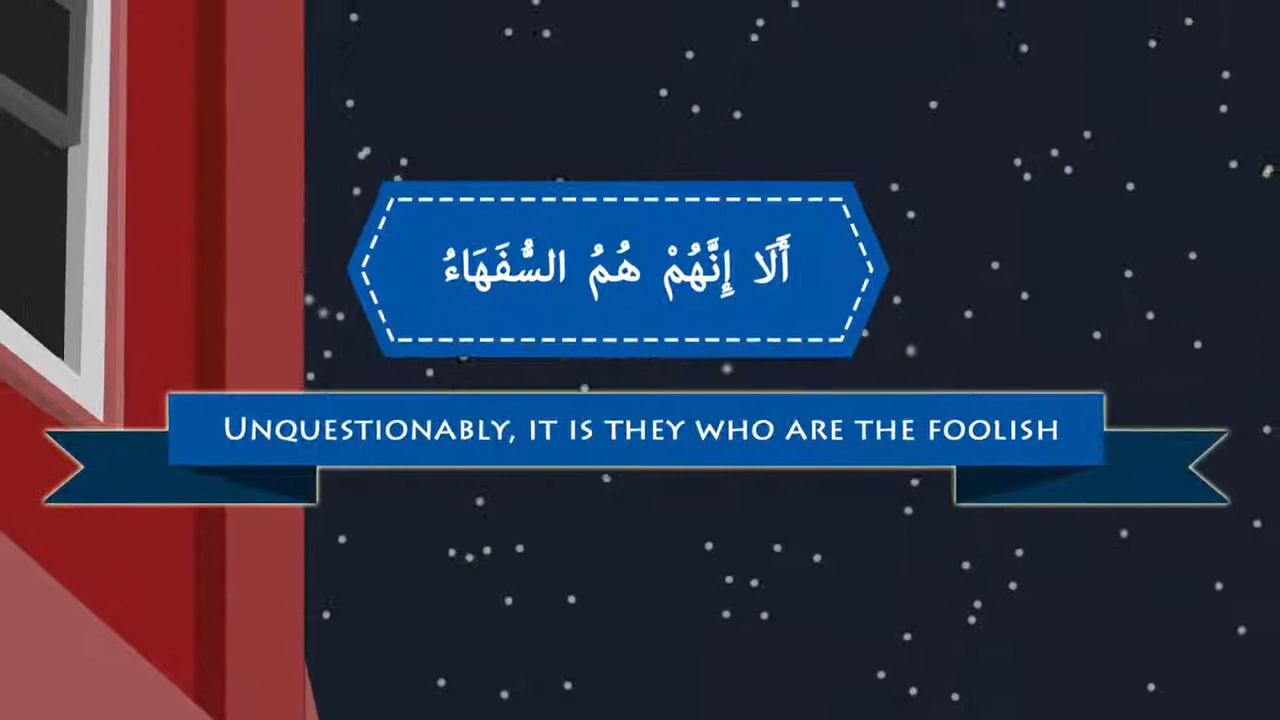 أَلَا إِنَّهُمْ هُمُ السُّفَهَاءُ
Unquestionably, it is they who are the foolish